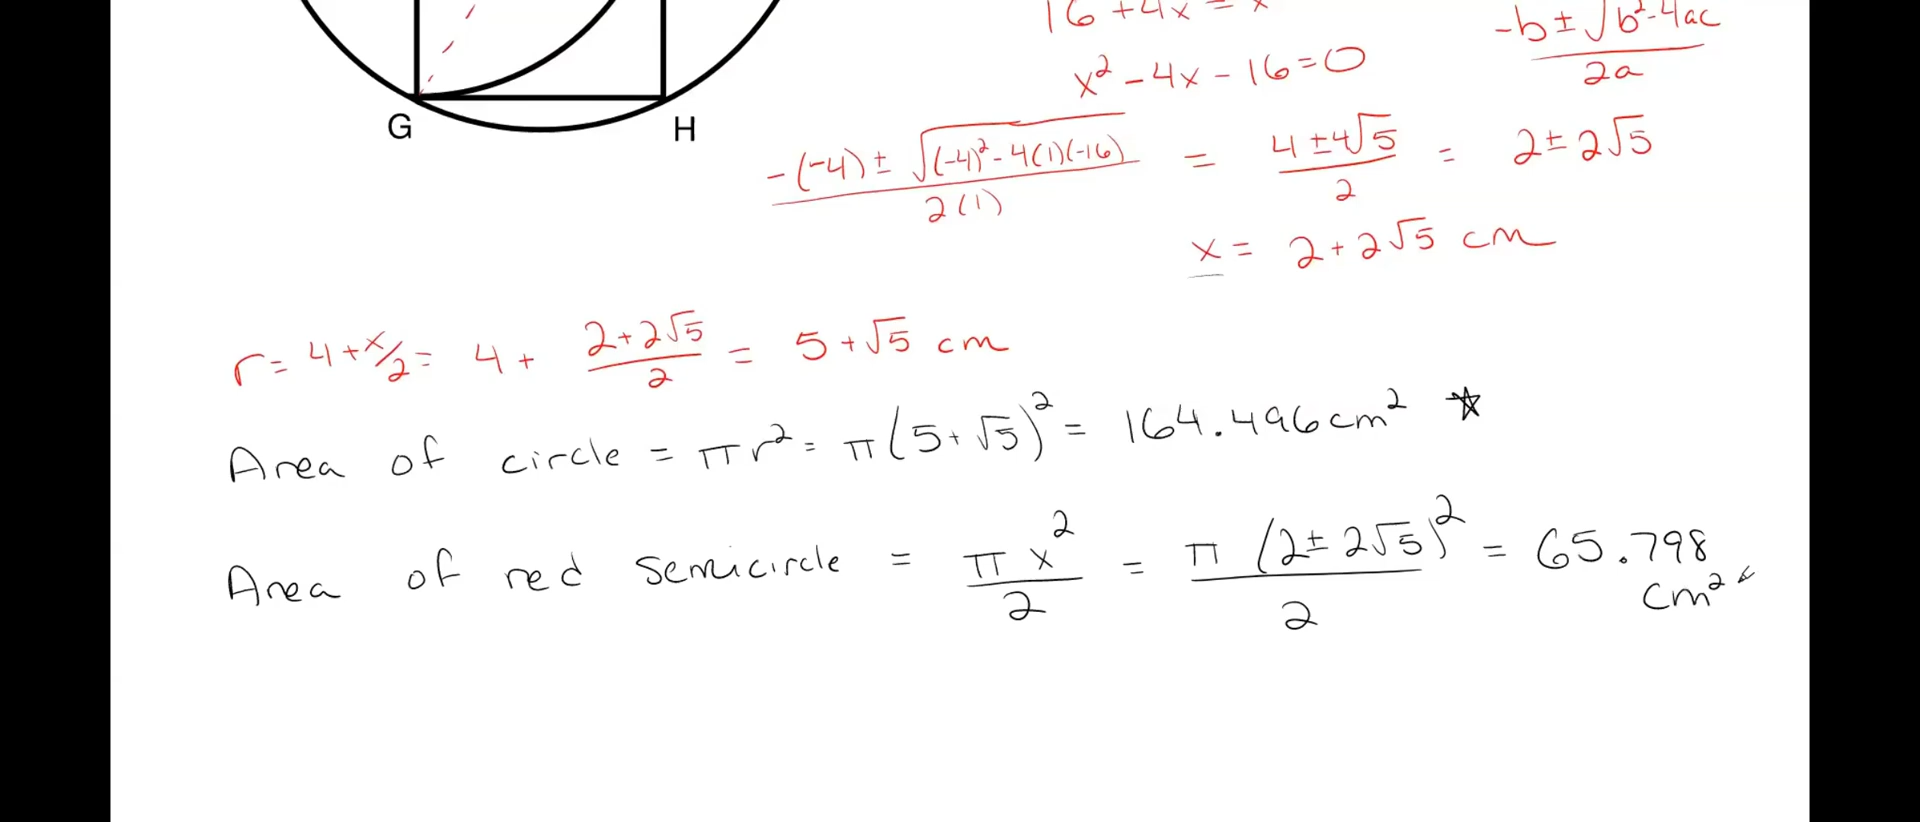 16 + 4x = x
-b ± √b² - 4ac
2a
x² - 4x - 16 = 0
G
H
-(-4) ± √(-4)² - 4(1)(-16)
2(1)
= 4 ± 4√5
2
= 2 ± 2√5
x = 2 + 2√5 cm
r = 4 + x/2 = 4 + 2 + 2√5
2
= 5 + √5 cm
Area of circle = πr² = π(5 + √5)² = 164.496 cm²
Area of red semicircle = πx²
2
= π(2 ± 2√5)²
2
= 65.798
cm²